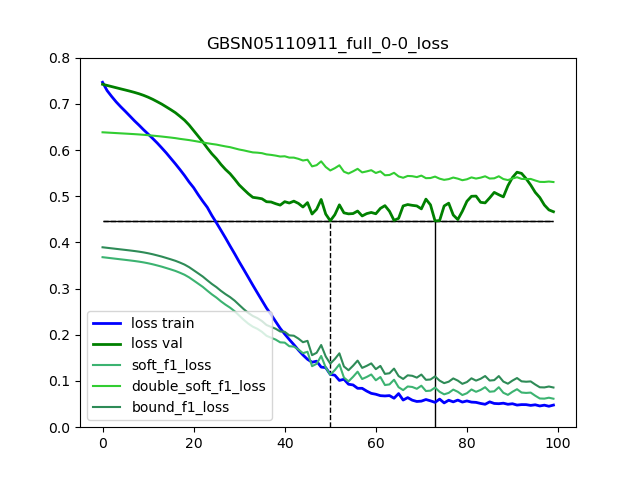 GBSN05110911_full_0-0_loss
0.8
0.7
0.6
0.5
0.4
0.3
0.2
0.1
0.0
loss train
loss val
soft_f1_loss
double_soft_f1_loss
bound_f1_loss
0 20 40 60 80 100